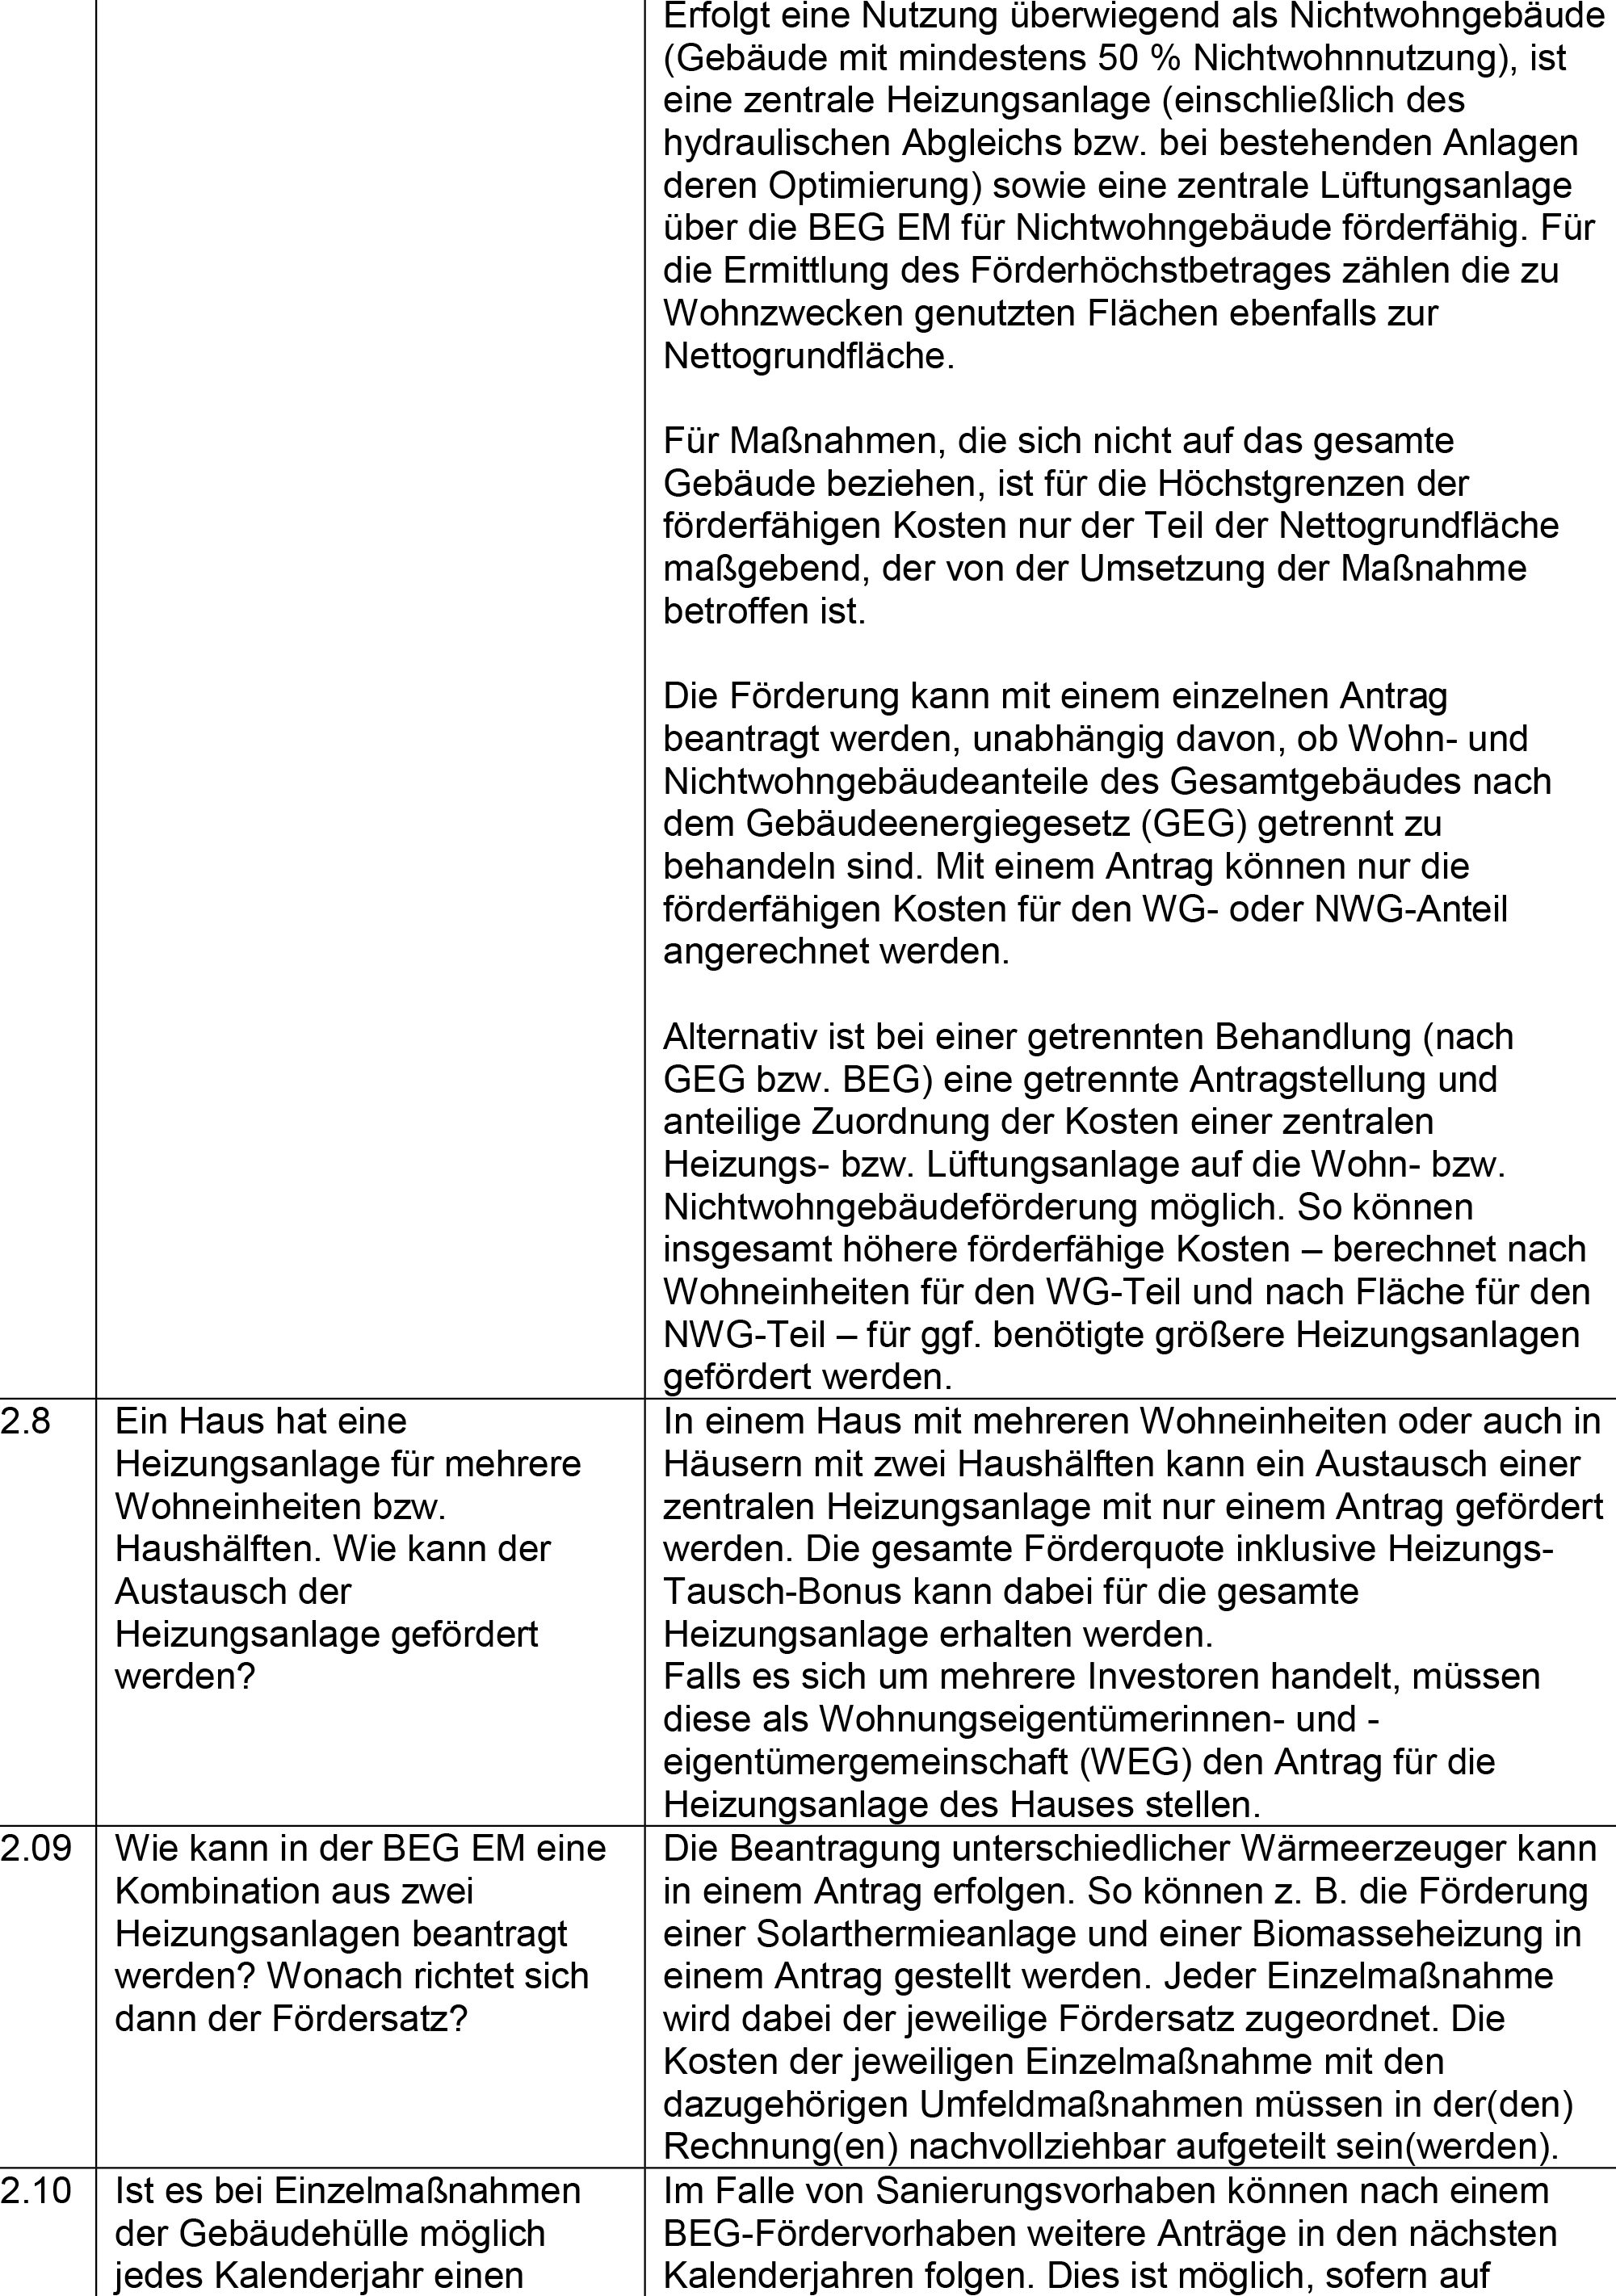 Erfolgt eine Nutzung überwiegend als Nichtwohngebäude
(Gebäude mit mindestens 50 % Nichtwohnnutzung), ist
eine zentrale Heizungsanlage (einschließlich des
hydraulischen Abgleichs bzw. bei bestehenden Anlagen
deren Optimierung) sowie eine zentrale Lüftungsanlage
über die BEG EM für Nichtwohngebäude förderfähig. Für
die Ermittlung des Förderhöchstbetrages zählen die zu
Wohnzwecken genutzten Flächen ebenfalls zur
Nettogrundfläche.
Für Maßnahmen, die sich nicht auf das gesamte
Gebäude beziehen, ist für die Höchstgrenzen der
förderfähigen Kosten nur der Teil der Nettogrundfläche
maßgebend, der von der Umsetzung der Maßnahme
betroffen ist.
Die Förderung kann mit einem einzelnen Antrag
beantragt werden, unabhängig davon, ob Wohn- und
Nichtwohngebäudeanteile des Gesamtgebäudes nach
dem Gebäudeenergiegesetz (GEG) getrennt zu
behandeln sind. Mit einem Antrag können nur die
förderfähigen Kosten für den WG- oder NWG-Anteil
angerechnet werden.
Alternativ ist bei einer getrennten Behandlung (nach
GEG bzw. BEG) eine getrennte Antragstellung und
anteilige Zuordnung der Kosten einer zentralen
Heizungs- bzw. Lüftungsanlage auf die Wohn- bzw.
Nichtwohngebäudeförderung möglich. So können
insgesamt höhere förderfähige Kosten – berechnet nach
Wohneinheiten für den WG-Teil und nach Fläche für den
NWG-Teil – für ggf. benötigte größere Heizungsanlagen
gefördert werden.
2.8
Ein Haus hat eine
Heizungsanlage für mehrere
Wohneinheiten bzw.
Haushälften. Wie kann der
Austausch der
Heizungsanlage gefördert
werden?
In einem Haus mit mehreren Wohneinheiten oder auch in
Häusern mit zwei Haushälften kann ein Austausch einer
zentralen Heizungsanlage mit nur einem Antrag gefördert
werden. Die gesamte Förderquote inklusive Heizungs-
Tausch-Bonus kann dabei für die gesamte
Heizungsanlage erhalten werden.
Falls es sich um mehrere Investoren handelt, müssen
diese als Wohnungseigentümerinnen- und -
eigentümergemeinschaft (WEG) den Antrag für die
Heizungsanlage des Hauses stellen.
2.09
Wie kann in der BEG EM eine
Kombination aus zwei
Heizungsanlagen beantragt
werden? Wonach richtet sich
dann der Fördersatz?
Die Beantragung unterschiedlicher Wärmeerzeuger kann
in einem Antrag erfolgen. So können z. B. die Förderung
einer Solarthermieanlage und einer Biomasseheizung in
einem Antrag gestellt werden. Jeder Einzelmaßnahme
wird dabei der jeweilige Fördersatz zugeordnet. Die
Kosten der jeweiligen Einzelmaßnahme mit den
dazugehörigen Umfeldmaßnahmen müssen in der(den)
Rechnung(en) nachvollziehbar aufgeteilt sein(werden).
2.10
Ist es bei Einzelmaßnahmen
der Gebäudehülle möglich
jedes Kalenderjahr einen
Im Falle von Sanierungsvorhaben können nach einem
BEG-Fördervorhaben weitere Anträge in den nächsten
Kalenderjahren folgen. Dies ist möglich, sofern auf